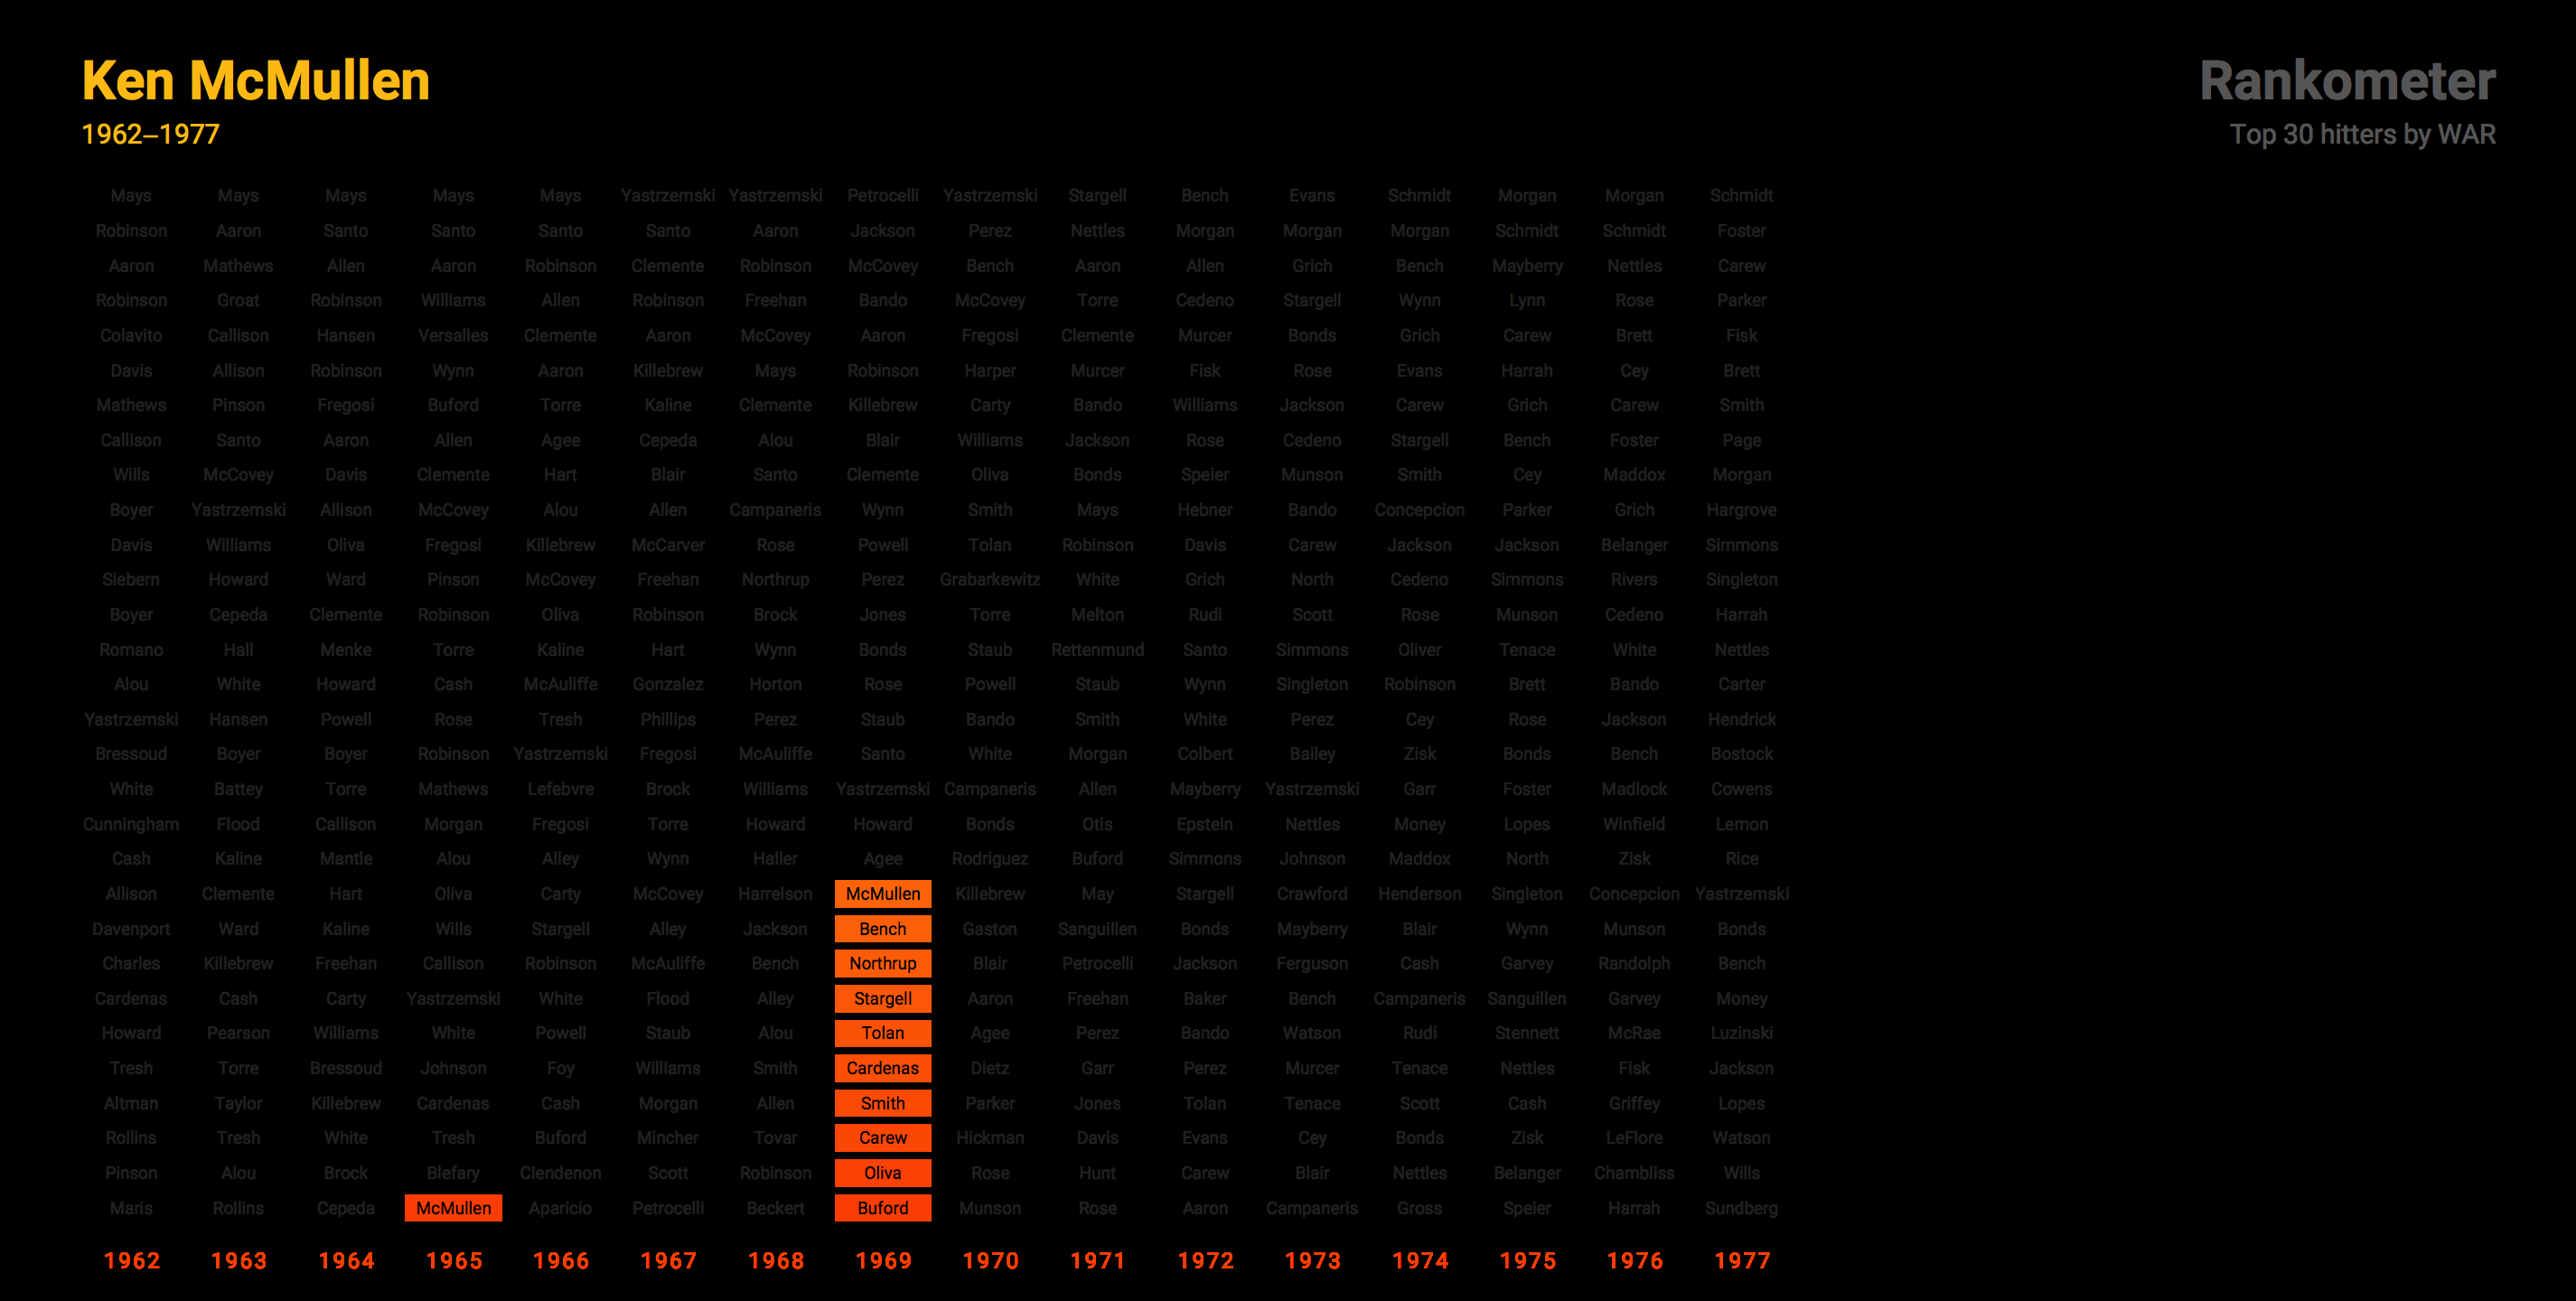 Ken McMullen
1962–1977
Rankometer
Top 30 hitters by WAR
Mays Mays Mays Mays Mays Yastrzemski Yastrzemski Petrocelli Yastrzemski Stargell Bench Evans Schmidt Morgan Morgan Schmidt
Robinson Aaron Santo Santo Santo Santo Aaron Jackson Perez Nettles Morgan Morgan Morgan Schmidt Schmidt Foster
Aaron Mathews Allen Aaron Robinson Clemente Robinson McCovey Bench Aaron Allen Grich Bench Mayberry Nettles Carew
Robinson Groat Robinson Williams Allen Robinson Freehan Bando McCovey Torre Cedeno Stargell Wynn Lynn Rose Parker
Colavito Callison Hansen Versalles Clemente Aaron McCovey Aaron Fregosi Clemente Murcer Bonds Grich Carew Brett Fisk
Davis Allison Robinson Wynn Aaron Killebrew Mays Robinson Harper Murcer Fisk Rose Evans Harrah Cey Brett
Mathews Pinson Fregosi Buford Torre Kaline Clemente Killebrew Carty Bando Williams Jackson Carew Grich Carew Smith
Callison Santo Aaron Allen Agee Cepeda Alou Blair Williams Jackson Rose Cedeno Stargell Bench Foster Page
Wills McCovey Davis Clemente Hart Blair Santo Clemente Oliva Bonds Speier Munson Smith Cey Maddox Morgan
Boyer Yastrzemski Allison McCovey Alou Allen Campaneris Wynn Smith Mays Hebner Bando Concepcion Parker Grich Hargrove
Davis Williams Oliva Fregosi Killebrew McCarver Rose Powell Tolan Robinson Davis Carew Jackson Jackson Belanger Simmons
Siebern Howard Ward Pinson McCovey Freehan Northrup Perez Grabarkewitz White Grich North Cedeno Simmons Rivers Singleton
Boyer Cepeda Clemente Robinson Oliva Robinson Brock Jones Torre Melton Rudi Scott Rose Munson Cedeno Harrah
Romano Hall Menke Torre Kaline Hart Wynn Bonds Staub Rettenmund Santo Simmons Oliver Tenace White Nettles
Alou White Howard Cash McAuliffe Gonzalez Horton Rose Powell Staub Wynn Singleton Robinson Brett Bando Carter
Yastrzemski Hansen Powell Rose Tresh Phillips Perez Staub Bando Smith White Perez Cey Rose Jackson Hendrick
Bressoud Boyer Boyer Robinson Yastrzemski Fregosi McAuliffe Santo White Morgan Colbert Bailey Zisk Bonds Bench Bostock
White Battey Torre Mathews Lefebvre Brock Williams Yastrzemski Campaneris Allen Mayberry Yastrzemski Garr Foster Madlock Cowens
Cunningham Flood Callison Morgan Fregosi Torre Howard Howard Bonds Otis Epstein Nettles Money Lopes Winfield Lemon
Cash Kaline Mantle Alou Alley Wynn Haller Agee Rodriguez Buford Simmons Johnson Maddox North Zisk Rice
Allison Clemente Hart Oliva Carty McCovey Harrelson McMullen Killebrew May Stargell Crawford Henderson Singleton Concepcion Yastrzemski
Davenport Ward Kaline Wills Stargell Alley Jackson Bench Gaston Sanguillen Bonds Mayberry Blair Wynn Munson Bonds
Charles Killebrew Freehan Callison Robinson McAuliffe Bench Northrup Blair Petrocelli Jackson Ferguson Cash Garvey Randolph Bench
Cardenas Cash Carty Yastrzemski White Flood Alley Stargell Aaron Freehan Baker Bench Campaneris Sanguillen Garvey Money
Howard Pearson Williams White Powell Staub Alou Tolan Agee Perez Bando Watson Rudi Stennett McRae Luzinski
Tresh Torre Bressoud Johnson Foy Williams Smith Cardenas Dietz Garr Perez Murcer Tenace Nettles Fisk Jackson
Altman Taylor Killebrew Cardenas Cash Morgan Allen Smith Parker Jones Tolan Tenace Scott Cash Griffey Lopes
Rollins Tresh White Tresh Buford Mincher Tovar Carew Hickman Davis Evans Cey Bonds Zisk LeFlore Watson
Pinson Alou Brock Blefary Clendenon Scott Robinson Oliva Rose Hunt Carew Blair Nettles Belanger Chambliss Wills
Maris Rollins Cepeda McMullen Aparicio Petrocelli Beckert Buford Munson Rose Aaron Campaneris Gross Speier Harrah Sundberg
1962 1963 1964 1965 1966 1967 1968 1969 1970 1971 1972 1973 1974 1975 1976 1977